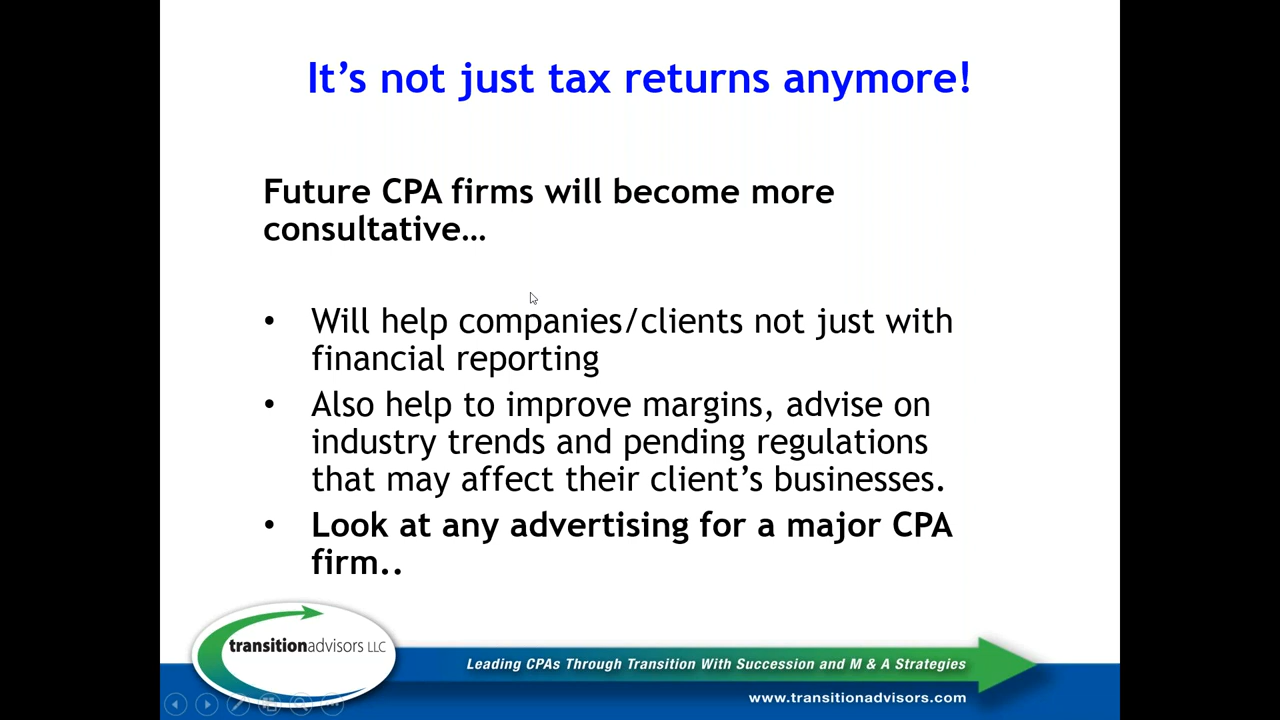 It's not just tax returns anymore!
Future CPA firms will become more
consultative…
• Will help companies/clients not just with
financial reporting
• Also help to improve margins, advise on
industry trends and pending regulations
that may affect their client's businesses.
• Look at any advertising for a major CPA
firm..
transitionadvisors LLC
Leading CPAs Through Transition With Succession and M & A Strategies
www.transitionadvisors.com